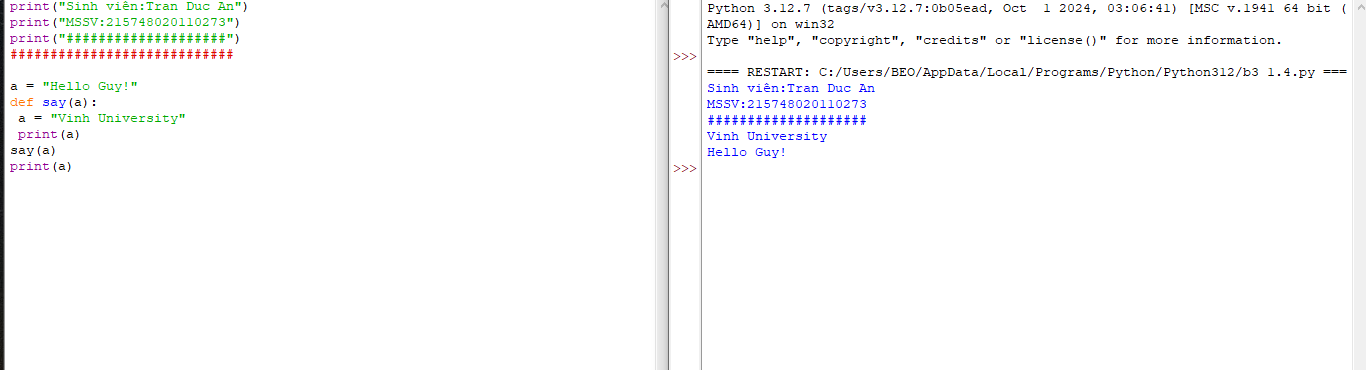 print("Sinh viên:Tran Duc An")
print("MSSV:215748020110273")
print("####################")
############################
a = "Hello Guy!"
def say(a):
 a = "Vinh University"
 print(a)
say(a)
print(a)
Python 3.12.7 (tags/v3.12.7:0b05ead, Oct  1 2024, 03:06:41) [MSC v.1941 64 bit (
AMD64)] on win32
Type "help", "copyright", "credits" or "license()" for more information.
>>>
==== RESTART: C:/Users/BEO/AppData/Local/Programs/Python/Python312/b3 1.4.py ===
Sinh viên:Tran Duc An
MSSV:215748020110273
####################
Vinh University
Hello Guy!
>>>